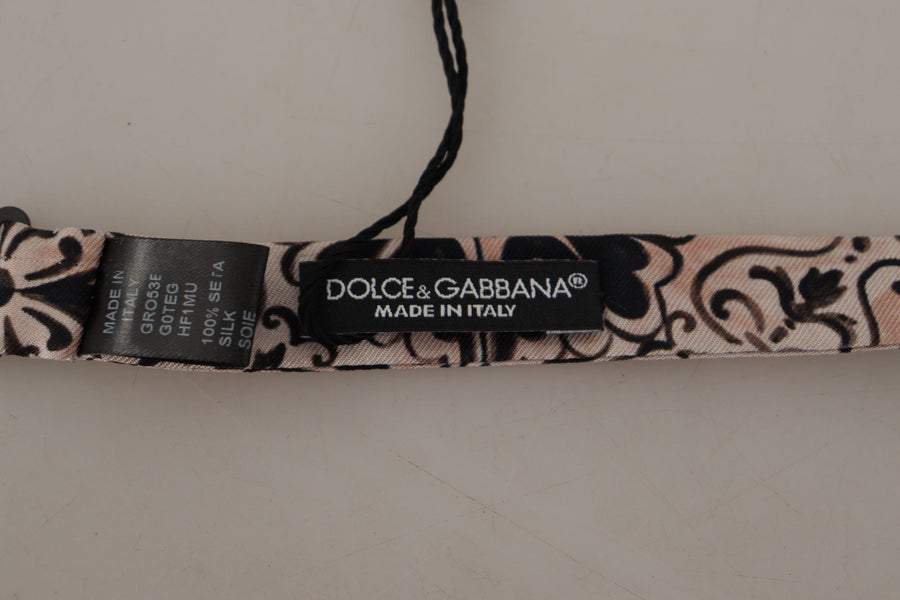 MADE IN
ITALY
GRO53E
G0TEG
HF1MU
100% SETA
SILK
SOIE
DOLCE&GABBANA®
MADE IN ITALY